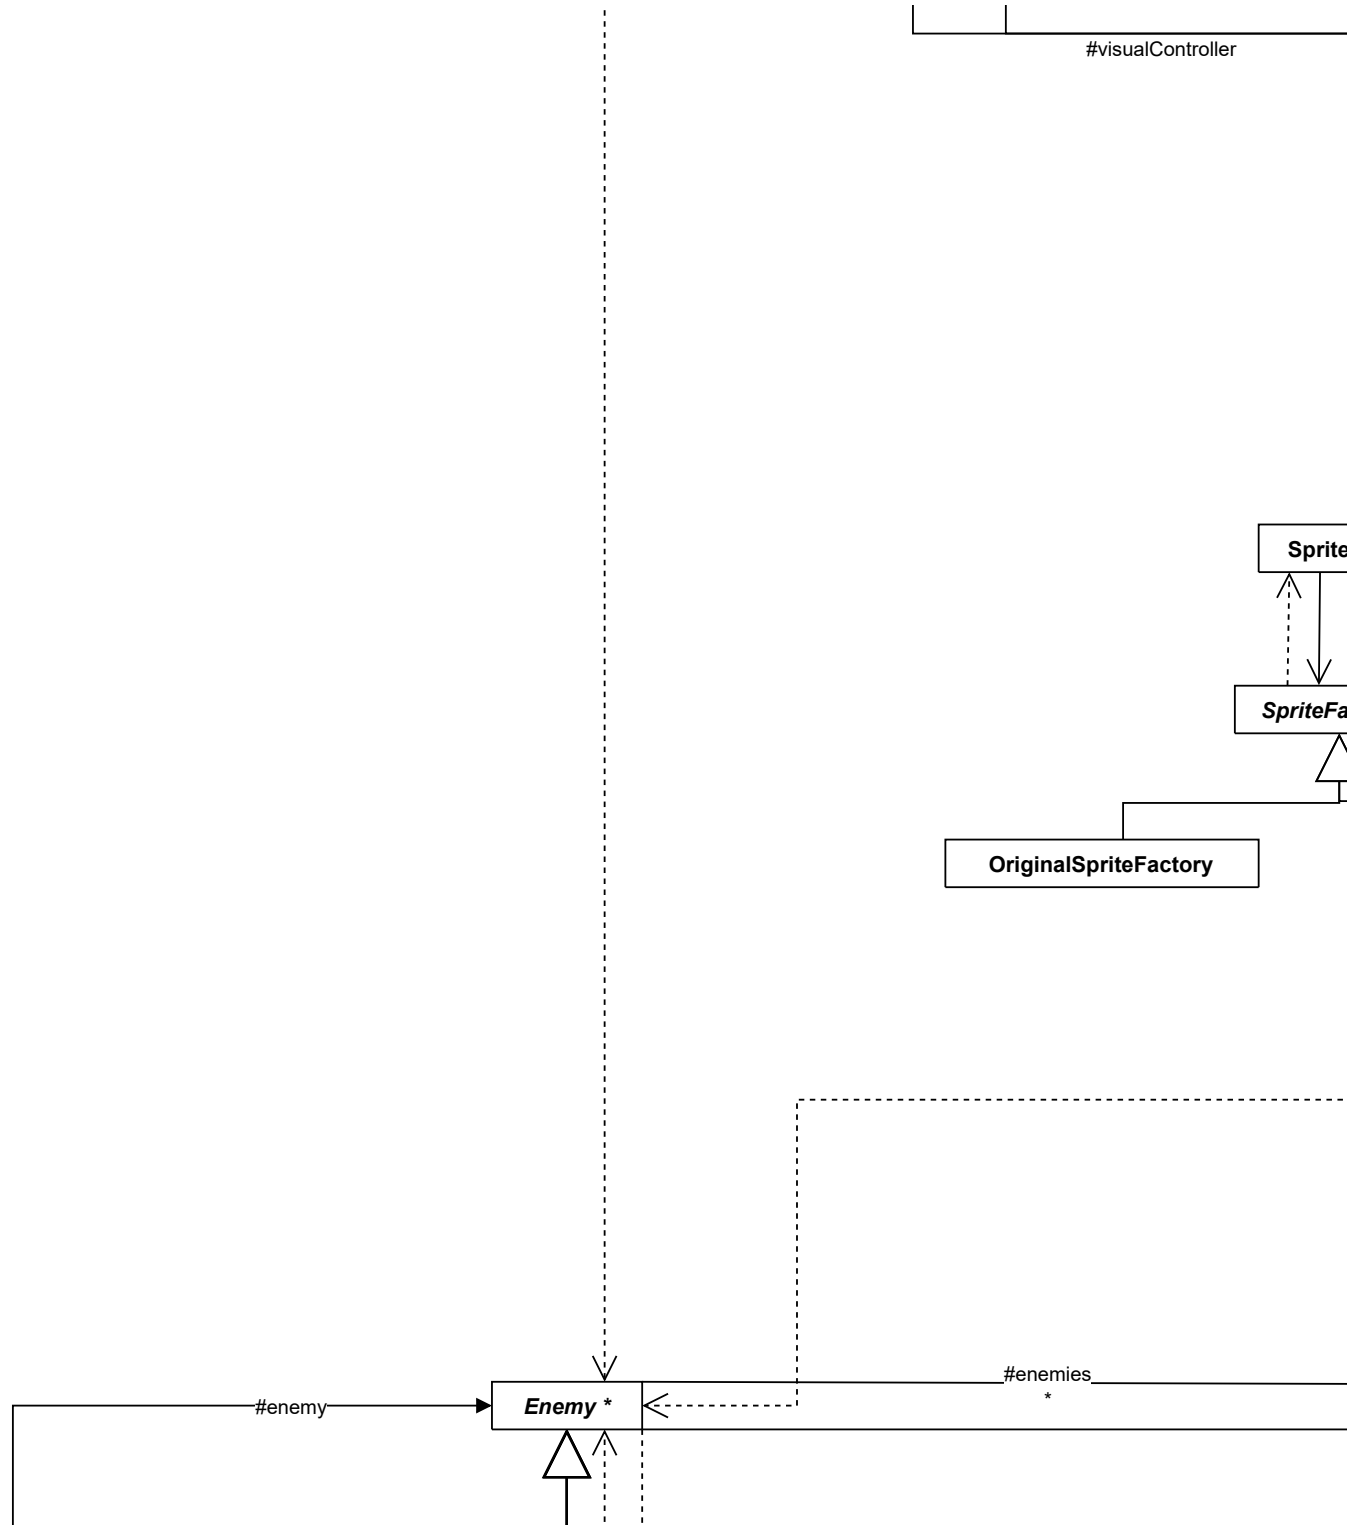 #visualController
Sprite
SpriteFa
OriginalSpriteFactory
#enemies
*
#enemy
Enemy *